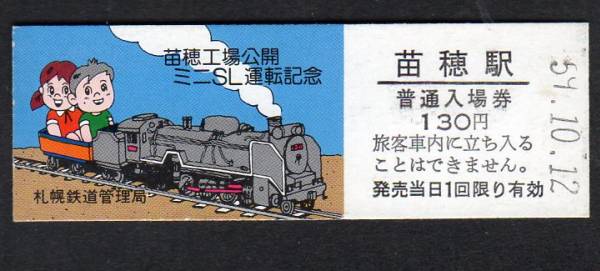 苗穂工場公開
ミニSL運転記念
札幌鉄道管理局
苗穂駅
普通入場券
130円
旅客車内に立ち入る
ことはできません。
発売当日1回限り有効
57.10.12